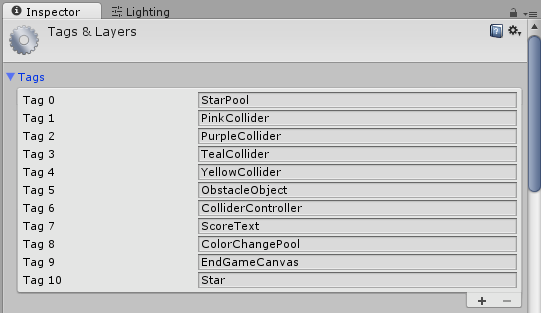 Inspector Lighting
Tags & Layers
Tags
Tag 0 StarPool
Tag 1 PinkCollider
Tag 2 PurpleCollider
Tag 3 TealCollider
Tag 4 YellowCollider
Tag 5 ObstacleObject
Tag 6 ColliderController
Tag 7 ScoreText
Tag 8 ColorChangePool
Tag 9 EndGameCanvas
Tag 10 Star
+ −